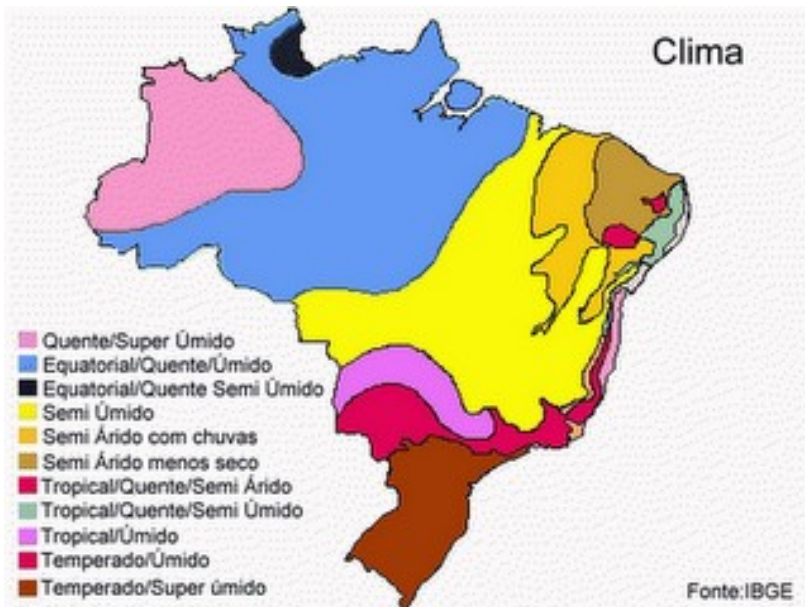 Clima
Quente/Super Úmido
Equatorial/Quente/Úmido
Equatorial/Quente Semi Úmido
Semi Úmido
Semi Árido com chuvas
Semi Árido menos seco
Tropical/Quente/Semi Árido
Tropical/Quente/Semi Úmido
Tropical/Úmido
Temperado/Úmido
Temperado/Super úmido
Fonte:IBGE